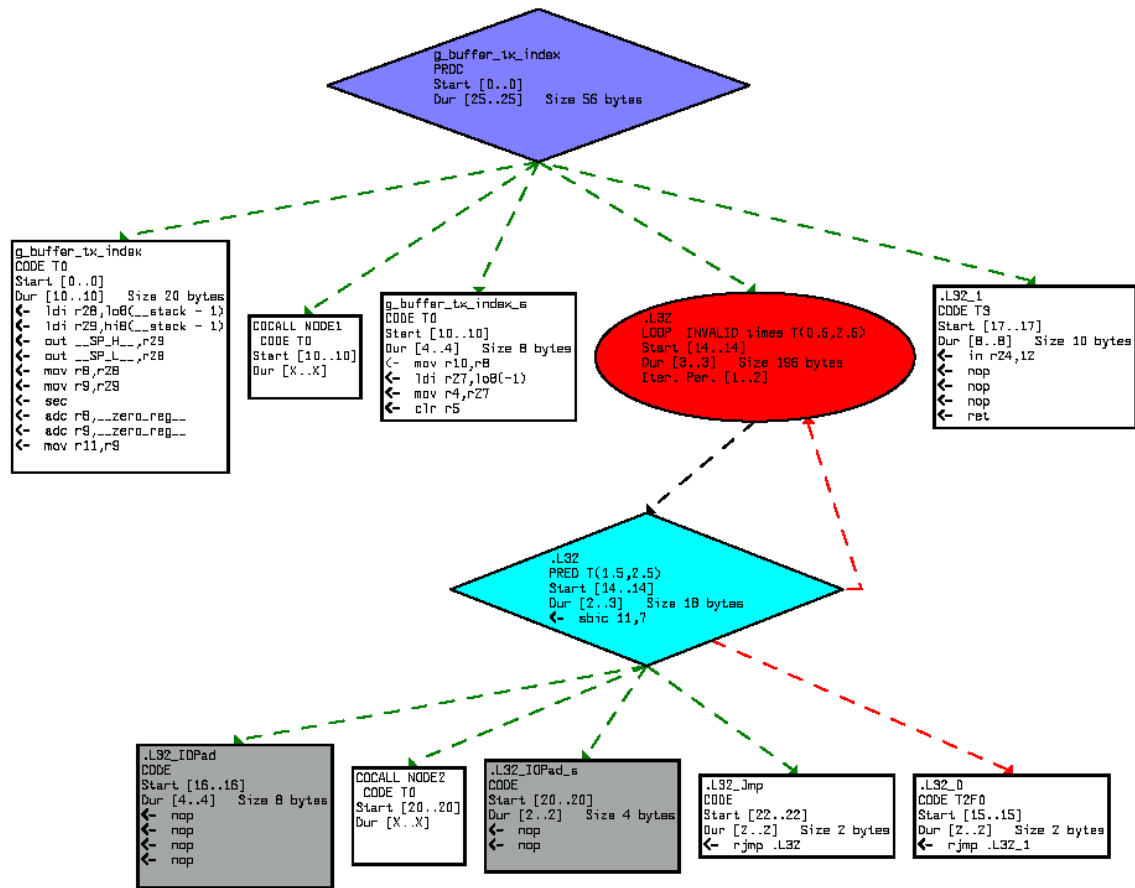 g_buffer_tx_index
PROC
Start [0..0]
Dur [25..25]   Size 56 bytes
g_buffer_tx_index
CODE T0
Start [0..0]
Dur [10..10]   Size 20 bytes
<- ldi r28,lo8(__stack - 1)
<- ldi r29,hi8(__stack - 1)
<- out __SP_H__,r29
<- out __SP_L__,r28
<- mov r8,r28
<- mov r9,r29
<- sec
<- adc r8,__zero_reg__
<- adc r9,__zero_reg__
<- mov r11,r9
COCALL NODE1
CODE T0
Start [10..10]
Dur [X..X]
g_buffer_tx_index_s
CODE T0
Start [10..10]
Dur [4..4]   Size 8 bytes
<- mov r10,r8
<- ldi r27,lo8(-1)
<- mov r4,r27
<- clr r5
.L32
LOOP  INVALID times T(0.5,2.5)
Start [14..14]
Dur [3..3]   Size 196 bytes
Iter. Per. [1..2]
.L32_1
CODE T3
Start [17..17]
Dur [8..8]   Size 10 bytes
<- in r24,12
<- nop
<- nop
<- nop
<- ret
.L32
PRED T(1.5,2.5)
Start [14..14]
Dur [2..3]   Size 18 bytes
<- sbic 11,7
.L32_IOPad
CODE
Start [16..16]
Dur [4..4]   Size 8 bytes
<- nop
<- nop
<- nop
<- nop
COCALL NODE2
CODE T0
Start [20..20]
Dur [X..X]
.L32_IOPad_s
CODE
Start [20..20]
Dur [2..2]   Size 4 bytes
<- nop
<- nop
.L32_Jmp
CODE
Start [22..22]
Dur [2..2]   Size 2 bytes
<- rjmp .L32
.L32_D
CODE T2F0
Start [15..15]
Dur [2..2]   Size 2 bytes
<- rjmp .L32_1